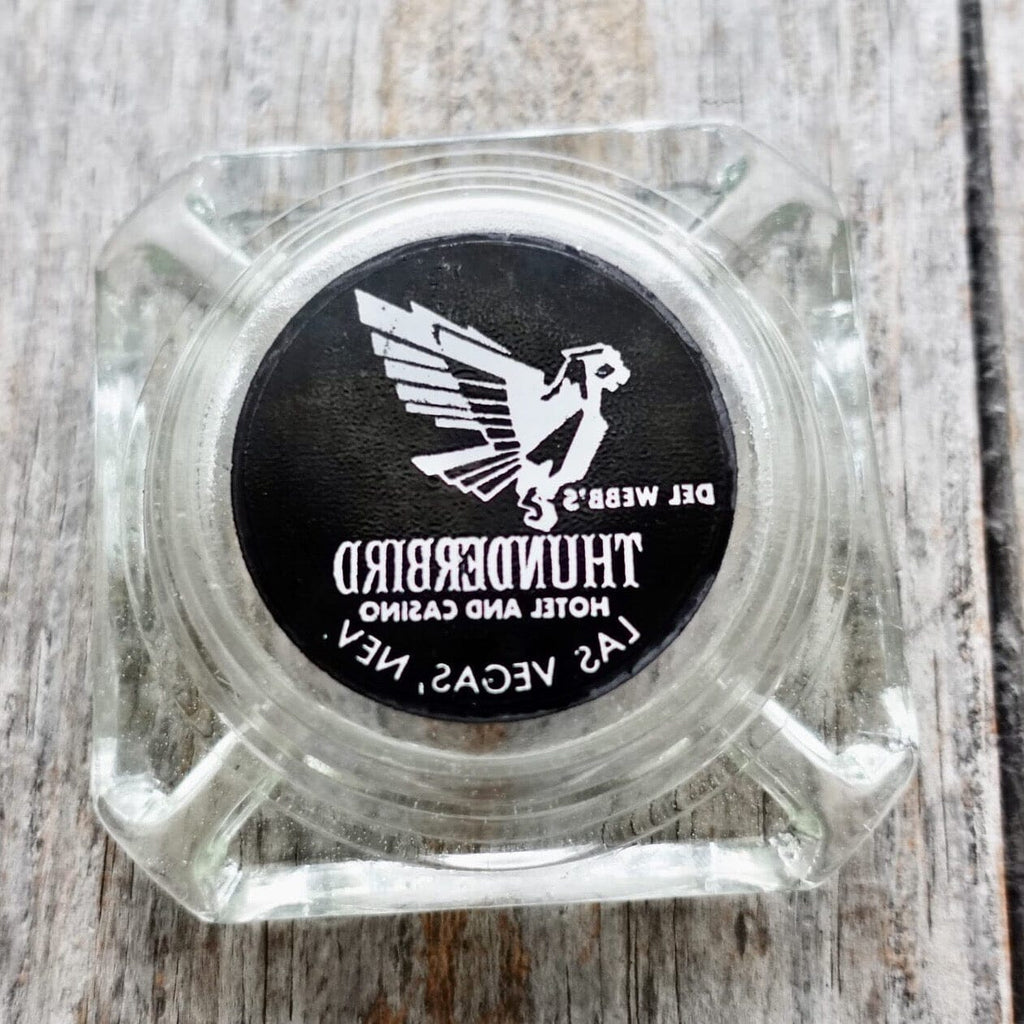 DEL WEBB'S
THUNDERBIRD
HOTEL AND CASINO
LAS VEGAS, NEV.